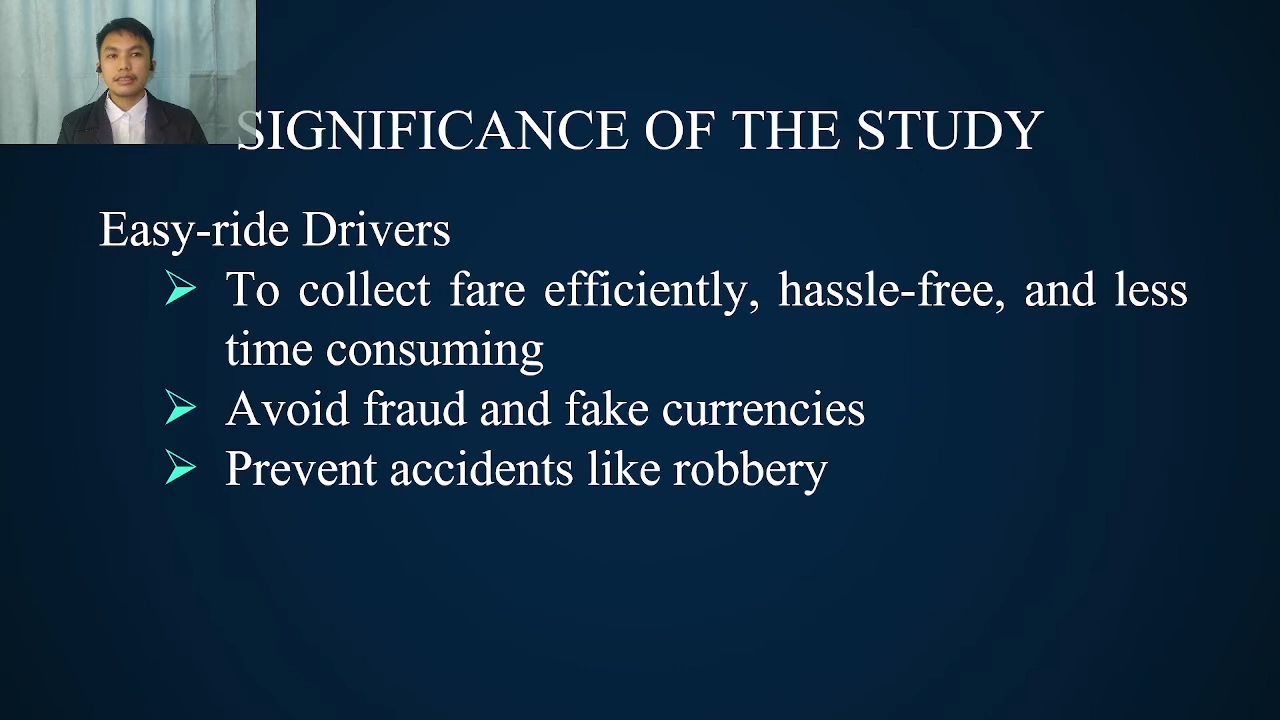 SIGNIFICANCE OF THE STUDY
Easy-ride Drivers
To collect fare efficiently, hassle-free, and less
time consuming
Avoid fraud and fake currencies
Prevent accidents like robbery